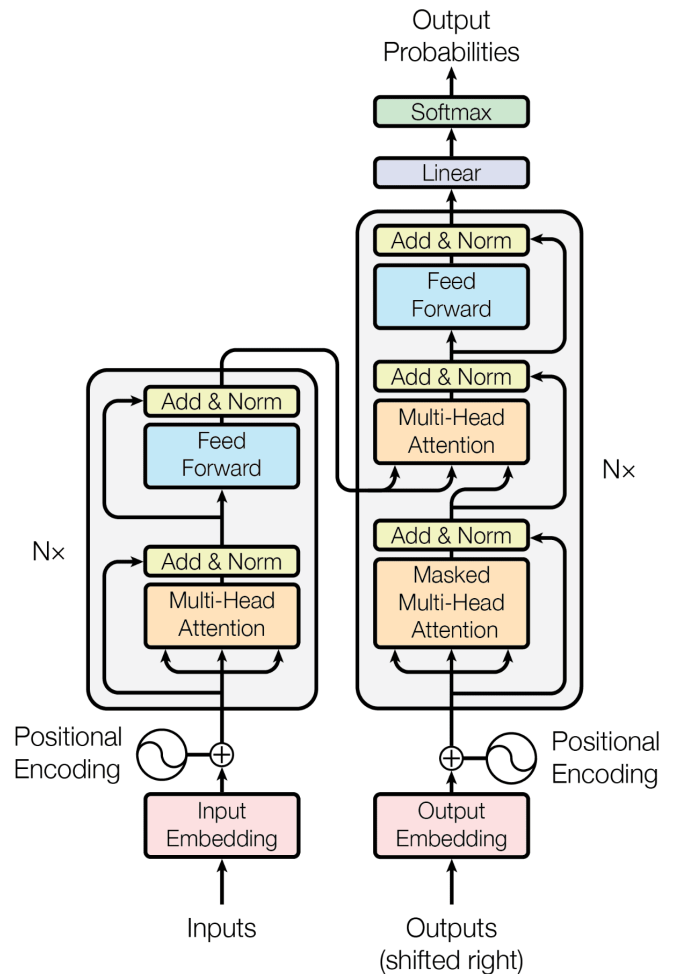 Output
Probabilities
Softmax
Linear
Add & Norm
Feed
Forward
Add & Norm
Multi-Head
Attention
Nx
Add & Norm
Masked
Multi-Head
Attention
Add & Norm
Feed
Forward
Nx
Add & Norm
Multi-Head
Attention
Positional
Encoding
Positional
Encoding
Input
Embedding
Output
Embedding
Inputs
Outputs
(shifted right)